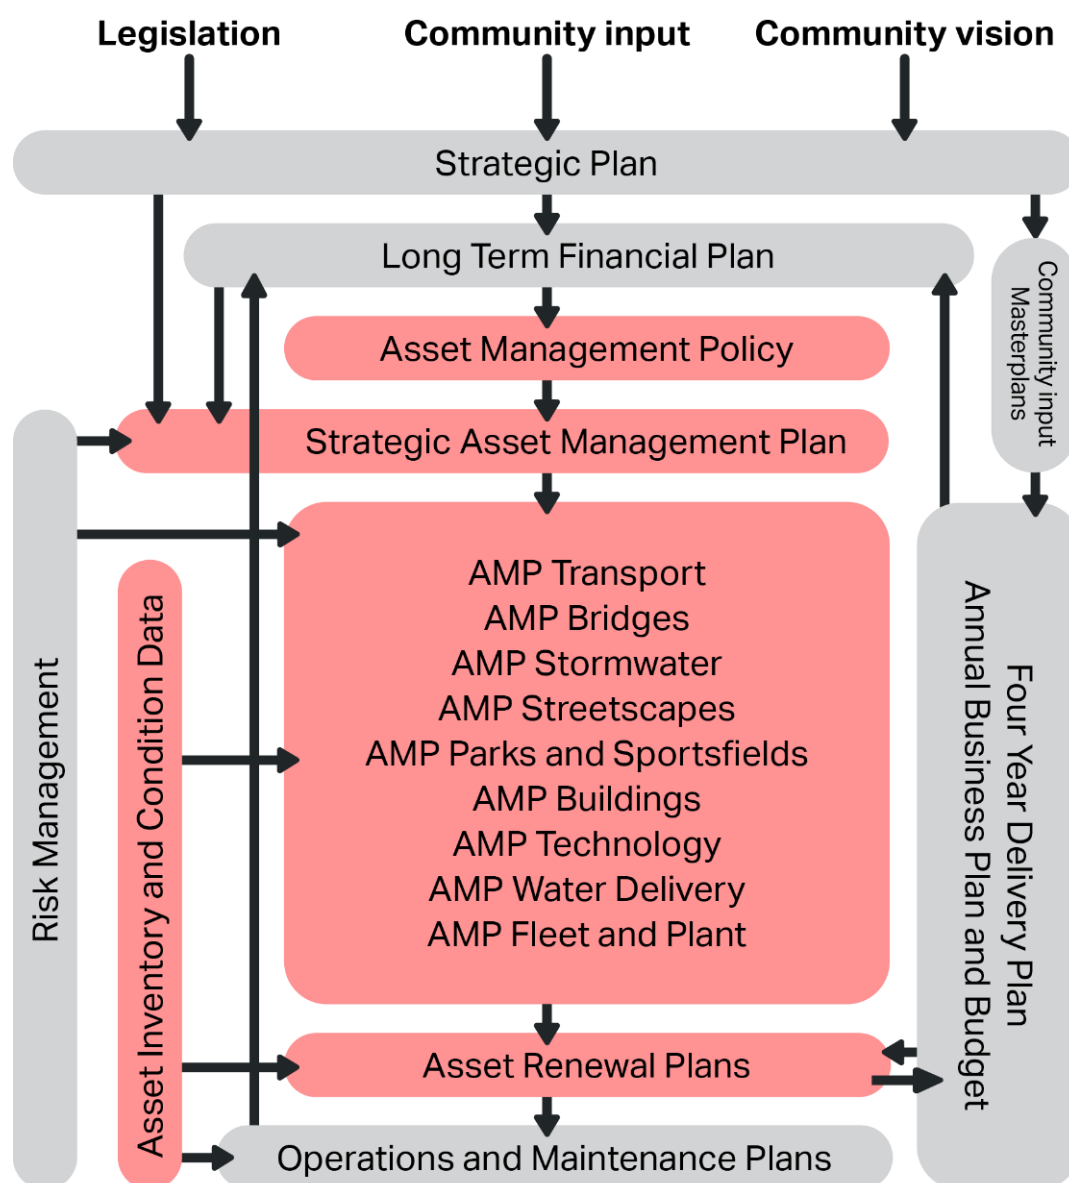 Legislation
Community input
Community vision
Strategic Plan
Long Term Financial Plan
Community input
Masterplans
Asset Management Policy
Strategic Asset Management Plan
Risk Management
Asset Inventory and Condition Data
AMP Transport
AMP Bridges
AMP Stormwater
AMP Streetscapes
AMP Parks and Sportsfields
AMP Buildings
AMP Technology
AMP Water Delivery
AMP Fleet and Plant
Four Year Delivery Plan
Annual Business Plan and Budget
Asset Renewal Plans
Operations and Maintenance Plans